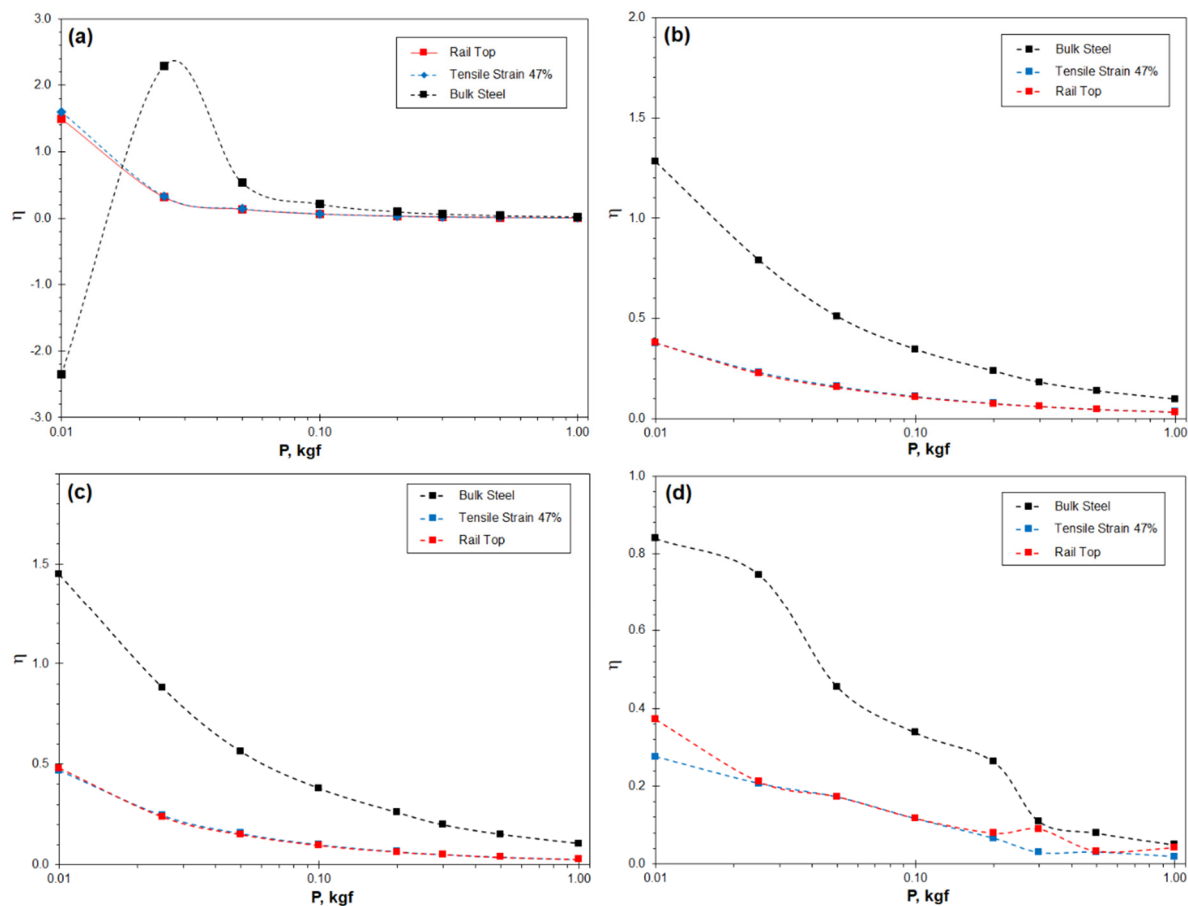 (a)
3.0
2.0
1.0
0.0
-1.0
-2.0
-3.0
η
Rail Top
Tensile Strain 47%
Bulk Steel
0.01
0.10
1.00
P, kgf
(b)
2.0
1.5
1.0
0.5
0.0
η
Bulk Steel
Tensile Strain 47%
Rail Top
0.01
0.10
1.00
P, kgf
(c)
1.5
1.0
0.5
0.0
η
Bulk Steel
Tensile Strain 47%
Rail Top
0.01
0.10
1.00
P, kgf
(d)
1.0
0.8
0.6
0.4
0.2
0.0
η
Bulk Steel
Tensile Strain 47%
Rail Top
0.01
0.10
1.00
P, kgf